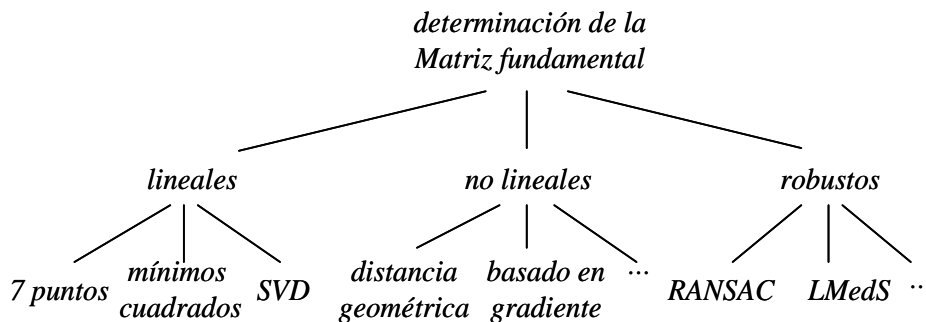 determinación de la
Matriz fundamental
lineales
no lineales
robustos
7 puntos
mínimos
cuadrados
SVD
distancia
geométrica
basado en
gradiente
...
RANSAC
LMedS
..